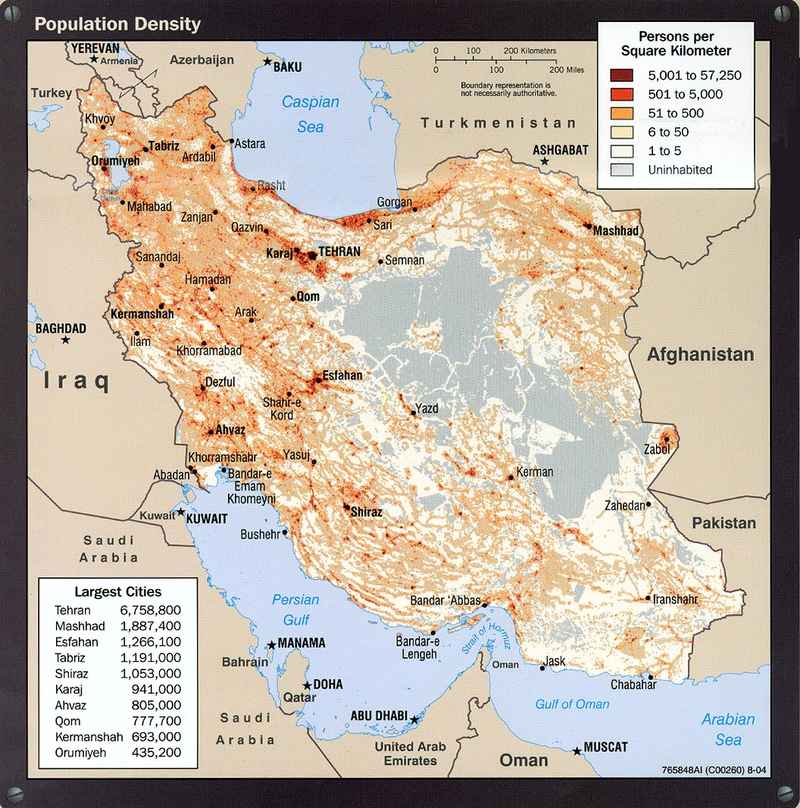 Population Density
YEREVAN
Armenia
Azerbaijan
BAKU
Turkey
Caspian
Sea
0 100 200 Kilometers
0 100 200 Miles
Boundary representation is
not necessarily authoritative.
Persons per
Square Kilometer
5,001 to 57,250
501 to 5,000
51 to 500
6 to 50
1 to 5
Uninhabited
Turkmenistan
ASHGABAT
Khvoy
Tabriz
Ardabil
Astara
Orumiyeh
Rasht
Mahabad
Zanjan
Qazvin
Gorgan
Sari
Mashhad
Karaj
TEHRAN
Semnan
Sanandaj
Hamadan
Qom
Kermanshah
Arak
BAGHDAD
Ilam
Khorramabad
Iraq
Afghanistan
Dezful
Esfahan
Shahr-e
Kord
Yazd
Ahvaz
Zabol
Khorramshahr
Yasuj
Kerman
Abadan
Bandar-e
Emam
Khomeyni
Zahedan
Kuwait
KUWAIT
Shiraz
Pakistan
Saudi
Arabia
Bushehr
Largest Cities
Tehran 6,758,800
Mashhad 1,887,400
Esfahan 1,266,100
Tabriz 1,191,000
Shiraz 1,053,000
Karaj 941,000
Ahvaz 805,000
Qom 777,700
Kermanshah 693,000
Orumiyeh 435,200
Persian
Gulf
Bandar 'Abbas
Iranshahr
Bandar-e
Lengeh
Strait of Hormuz
MANAMA
Bahrain
Oman
Jask
Chabahar
DOHA
Qatar
Gulf of Oman
Saudi
Arabia
ABU DHABI
Arabian
Sea
United Arab
Emirates
Oman
MUSCAT
765848AI (C00260) 8-04